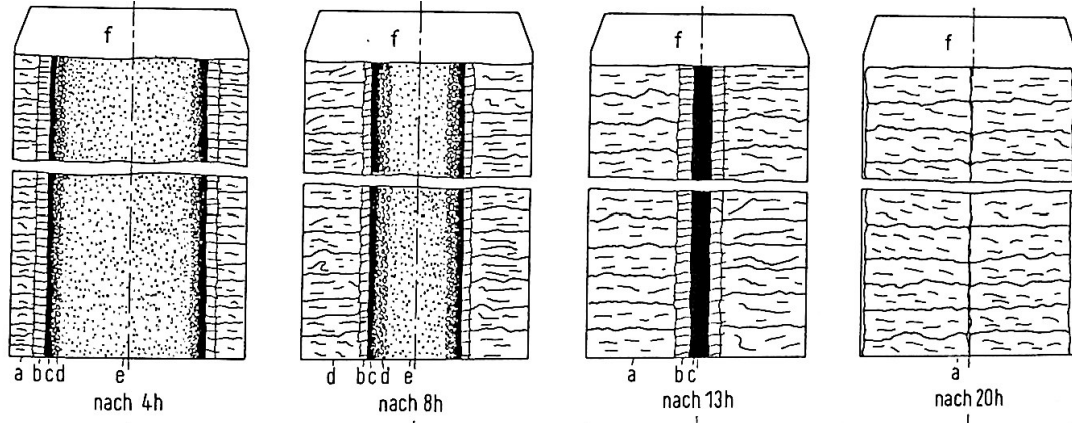 f
f
f
f
a b c d e
d b c d e
a b c
a
nach 4h
nach 8h
nach 13h
nach 20h